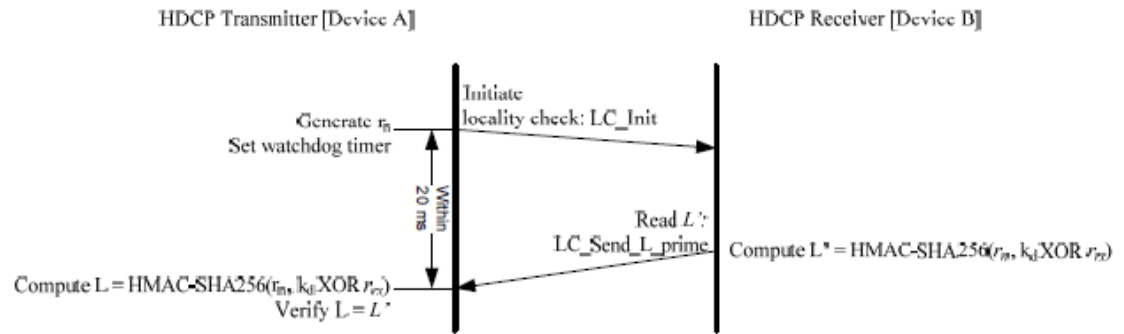 HDCP Transmitter [Device A]
HDCP Receiver [Device B]
Initiate
locality check: LC_Init
Generate rn
Set watchdog timer
Within
20 ms
Read L':
LC_Send_L_prime
Compute L' = HMAC-SHA256(rn, kd XOR rrx)
Compute L = HMAC-SHA256(rn, kd XOR rrx)
Verify L = L'